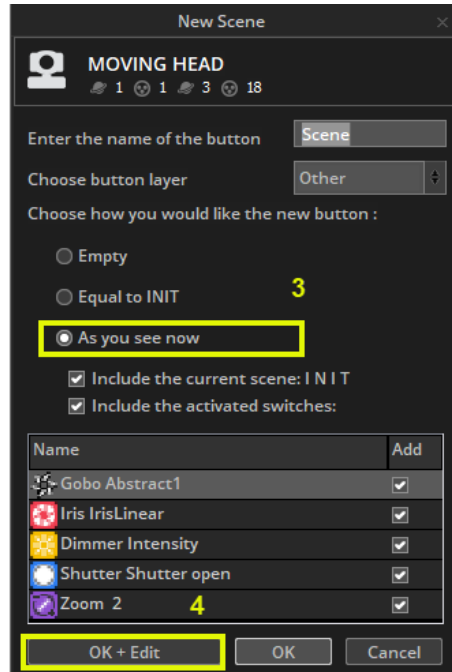 New Scene
MOVING HEAD
1 1 3 18
Enter the name of the button Scene
Choose button layer Other
Choose how you would like the new button :
Empty
Equal to INIT 3
As you see now
Include the current scene: I N I T
Include the activated switches:
Name Add
Gobo Abstract1
Iris IrisLinear
Dimmer Intensity
Shutter Shutter open
Zoom 2 4
OK + Edit OK Cancel